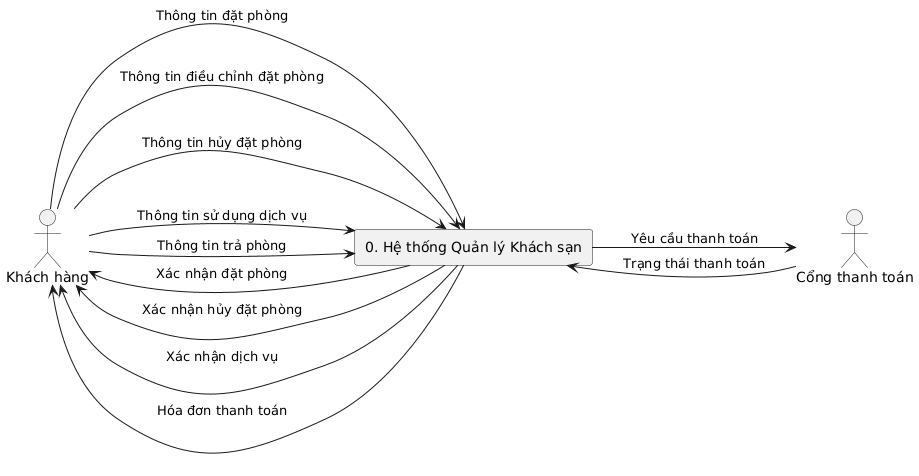 Thông tin đặt phòng
Thông tin điều chỉnh đặt phòng
Thông tin hủy đặt phòng
Thông tin sử dụng dịch vụ
Thông tin trả phòng
Xác nhận đặt phòng
Xác nhận hủy đặt phòng
Xác nhận dịch vụ
Hóa đơn thanh toán
Khách hàng
0. Hệ thống Quản lý Khách sạn
Yêu cầu thanh toán
Trạng thái thanh toán
Cổng thanh toán